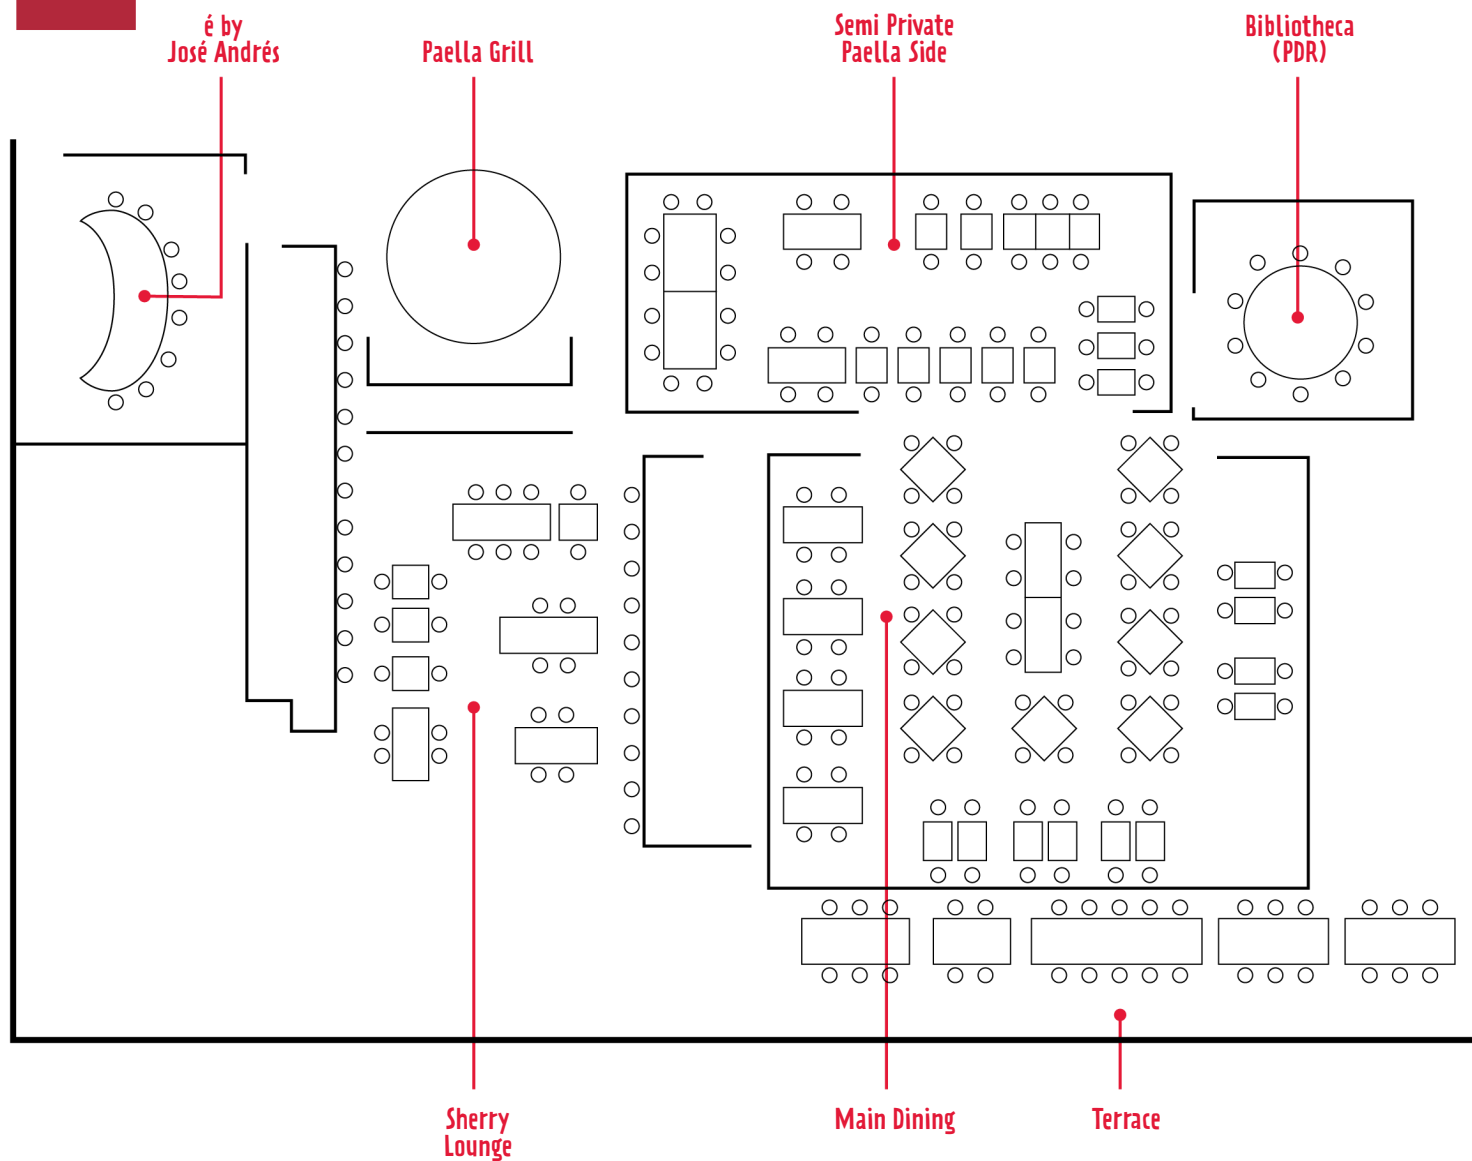 é by
José Andrés
Paella Grill
Semi Private
Paella Side
Bibliotheca
(PDR)
Sherry
Lounge
Main Dining
Terrace